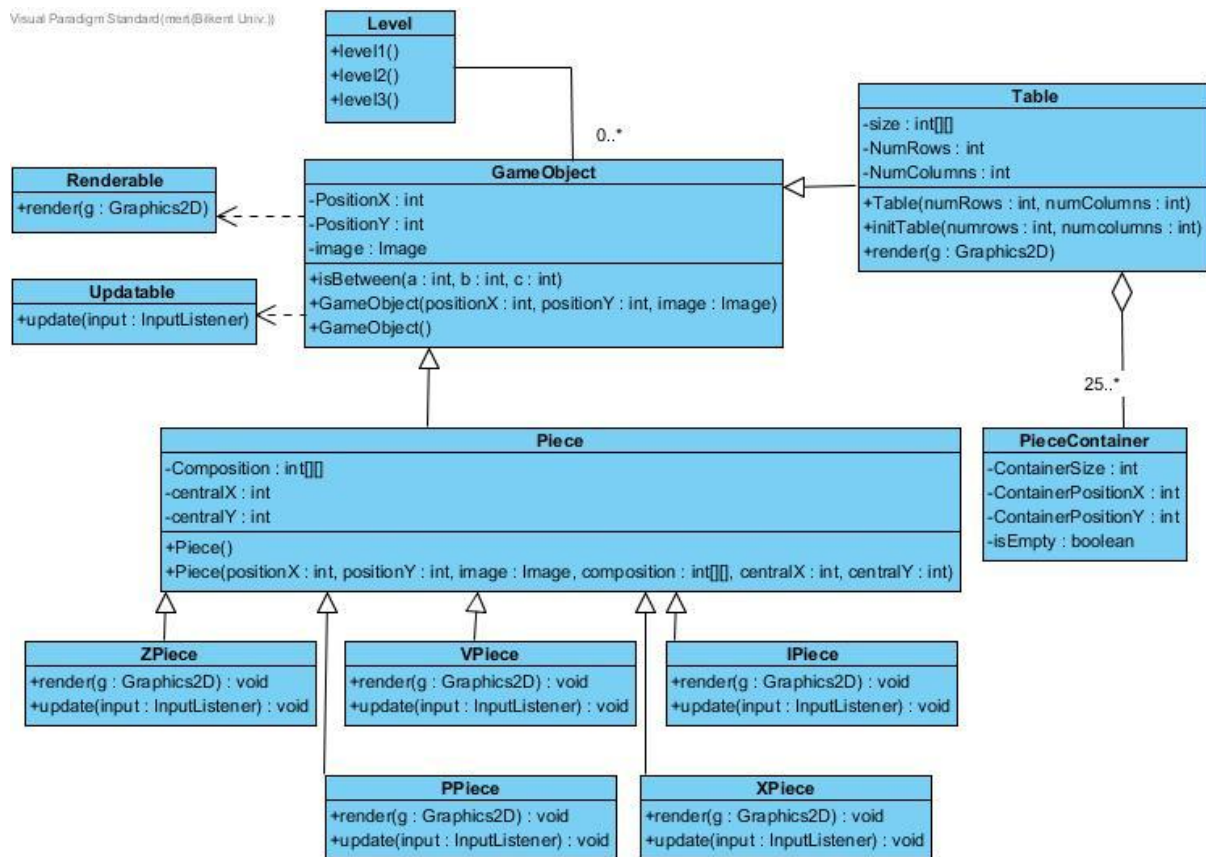 Visual Paradigm Standard(mert(Bilkent Univ.))
Level
+level1()
+level2()
+level3()
0..*
Table
-size : int[][]
-NumRows : int
-NumColumns : int
+Table(numRows : int, numColumns : int)
+initTable(numrows : int, numcolumns : int)
+render(g : Graphics2D)
Renderable
+render(g : Graphics2D)
Updatable
+update(input : InputListener)
GameObject
-PositionX : int
-PositionY : int
-image : Image
+isBetween(a : int, b : int, c : int)
+GameObject(positionX : int, positionY : int, image : Image)
+GameObject()
25..*
Piece
-Composition : int[][]
-centralX : int
-centralY : int
+Piece()
+Piece(positionX : int, positionY : int, image : Image, composition : int[][], centralX : int, centralY : int)
PieceContainer
-ContainerSize : int
-ContainerPositionX : int
-ContainerPositionY : int
-isEmpty : boolean
ZPiece
+render(g : Graphics2D) : void
+update(input : InputListener) : void
VPiece
+render(g : Graphics2D) : void
+update(input : InputListener) : void
IPiece
+render(g : Graphics2D) : void
+update(input : InputListener) : void
PPiece
+render(g : Graphics2D) : void
+update(input : InputListener) : void
XPiece
+render(g : Graphics2D) : void
+update(input : InputListener) : void